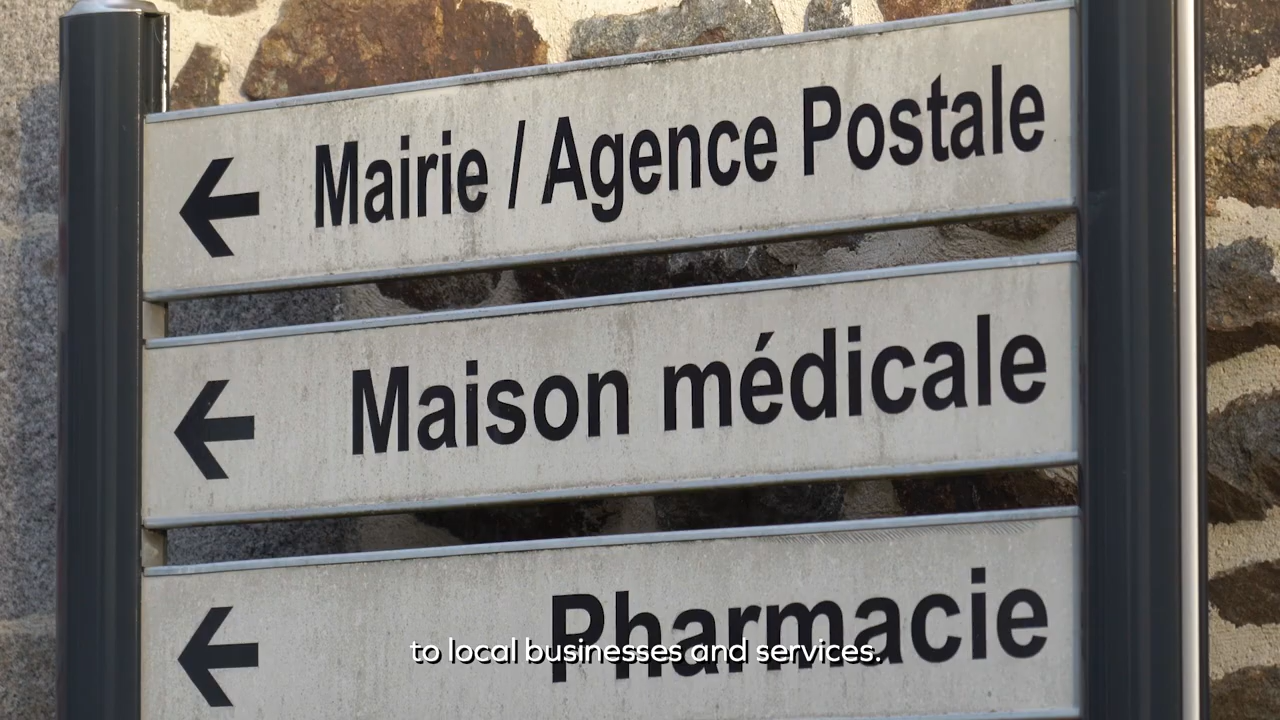 Mairie / Agence Postale
Maison médicale
Pharmacie
to local businesses and services.